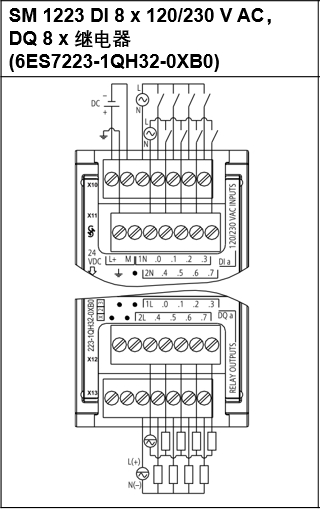 SM 1223 DI 8 x 120/230 V AC，
DQ 8 x 继电器
(6ES7223-1QH32-0XB0)
L
N
DC
L
N
X10
X11
120/230 VAC INPUTS
24
VDC
L+ M 1N .0 .1 .2 .3
DI a
2N .4 .5 .6 .7
223-1QH32-0XB0
1L .0 .1 .2 .3
2L .4 .5 .6 .7
DQ a
X12
RELAY OUTPUTS
X13
L(+)
N(−)